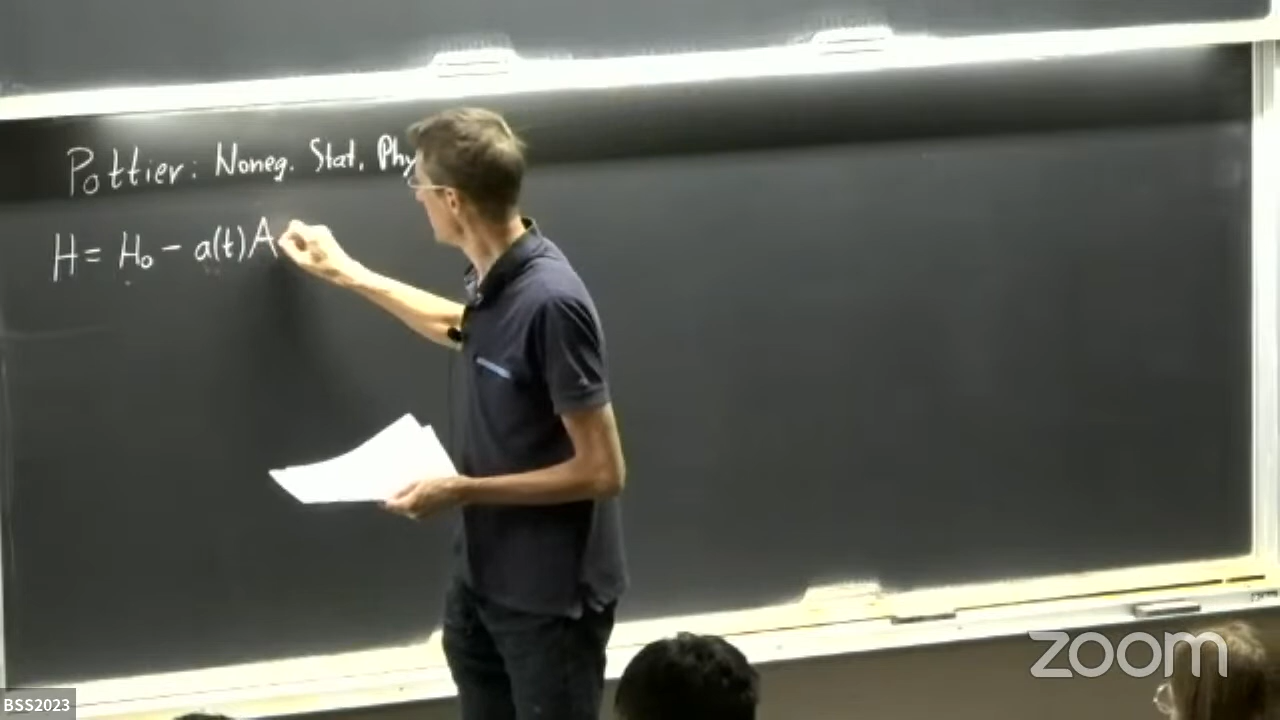 Pottier: Noneq. Stat. Phy
H = H₀ - a(t)A
zoom
BSS2023